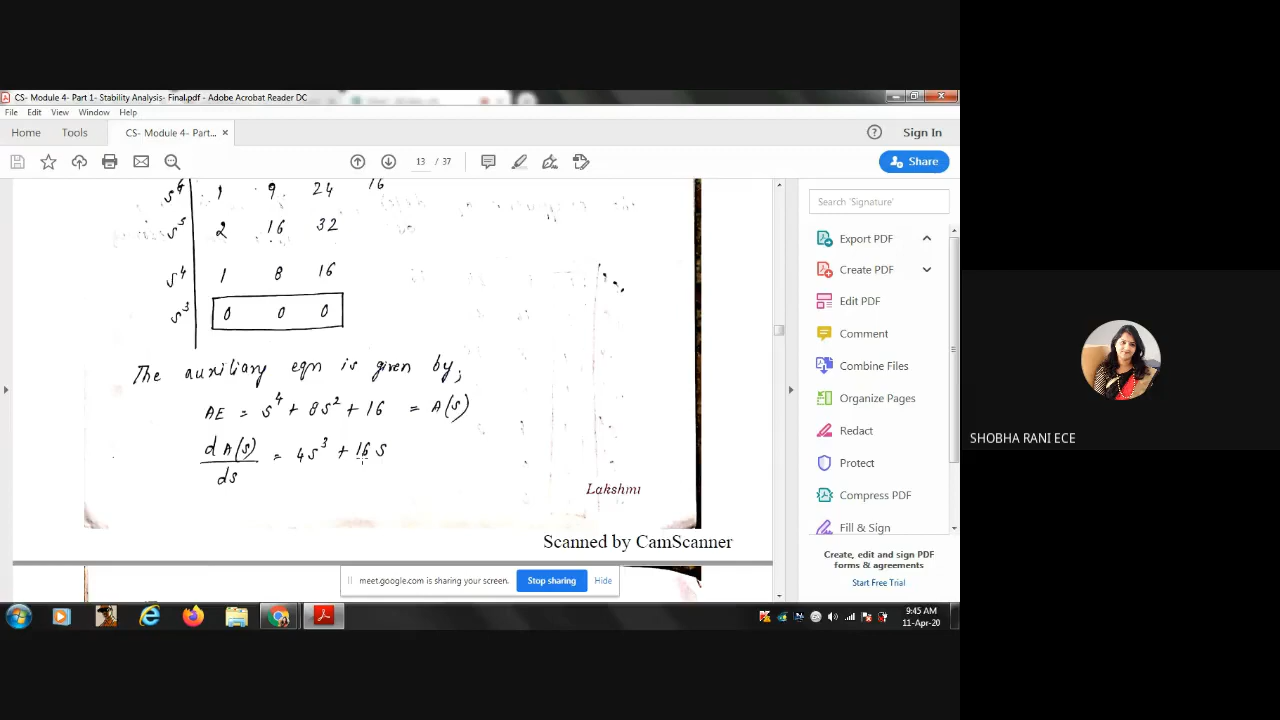 CS- Module 4- Part 1- Stability Analysis- Final.pdf - Adobe Acrobat Reader DC
File Edit View Window Help
Home Tools CS- Module 4- Part... × Sign In
13 / 37 Share
s⁶ 1 9 24 16
s⁵ 2 16 32
s⁴ 1 8 16
s³ 0 0 0
The auxiliary eqn is given by;
AE = s⁴ + 8s² + 16 = A(s)
dA(s)/ds = 4s³ + 16s
Lakshmi
Scanned by CamScanner
Search 'Signature'
Export PDF
Create PDF
Edit PDF
Comment
Combine Files
Organize Pages
Redact
Protect
Compress PDF
Fill & Sign
Create, edit and sign PDF
forms & agreements
Start Free Trial
meet.google.com is sharing your screen. Stop sharing Hide
9:45 AM
11-Apr-20
SHOBHA RANI ECE